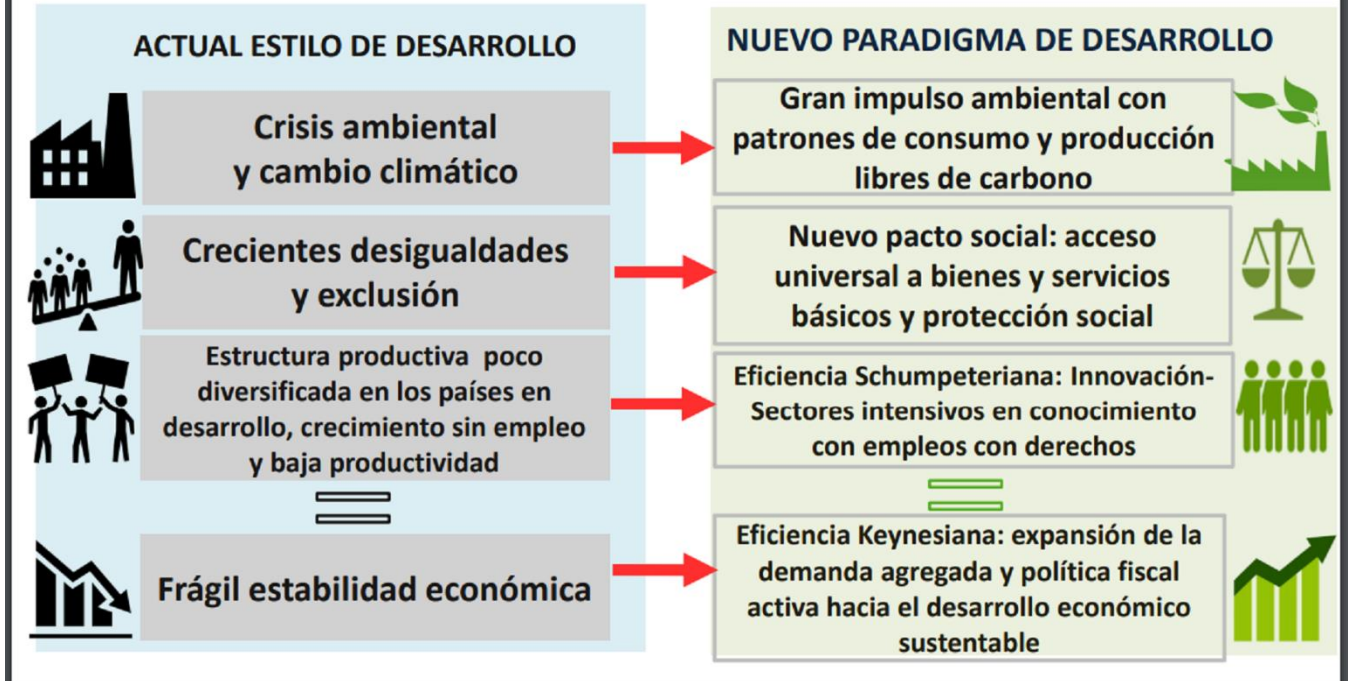 ACTUAL ESTILO DE DESARROLLO
Crisis ambiental
y cambio climático
Crecientes desigualdades
y exclusión
Estructura productiva poco
diversificada en los países en
desarrollo, crecimiento sin empleo
y baja productividad
Frágil estabilidad económica
NUEVO PARADIGMA DE DESARROLLO
Gran impulso ambiental con
patrones de consumo y producción
libres de carbono
Nuevo pacto social: acceso
universal a bienes y servicios
básicos y protección social
Eficiencia Schumpeteriana: Innovación-
Sectores intensivos en conocimiento
con empleos con derechos
Eficiencia Keynesiana: expansión de la
demanda agregada y política fiscal
activa hacia el desarrollo económico
sustentable